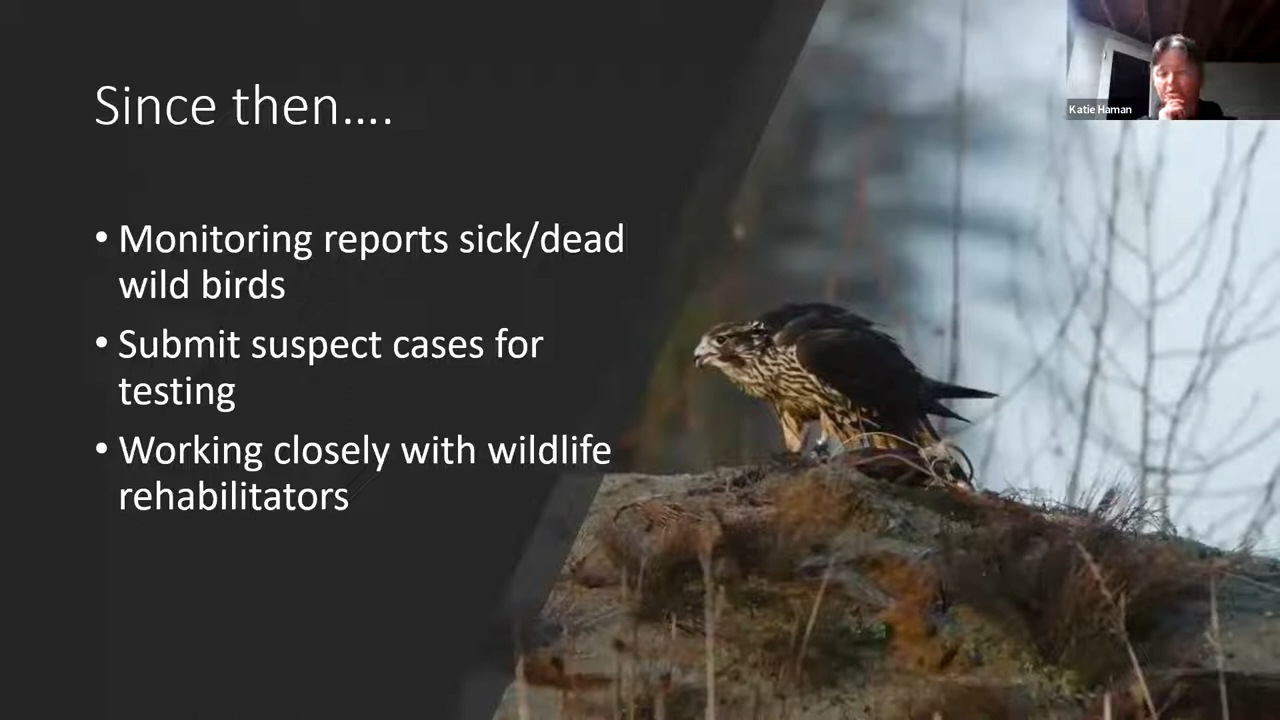 Since then....
• Monitoring reports sick/dead
wild birds
• Submit suspect cases for
testing
• Working closely with wildlife
rehabilitators
Katie Haman